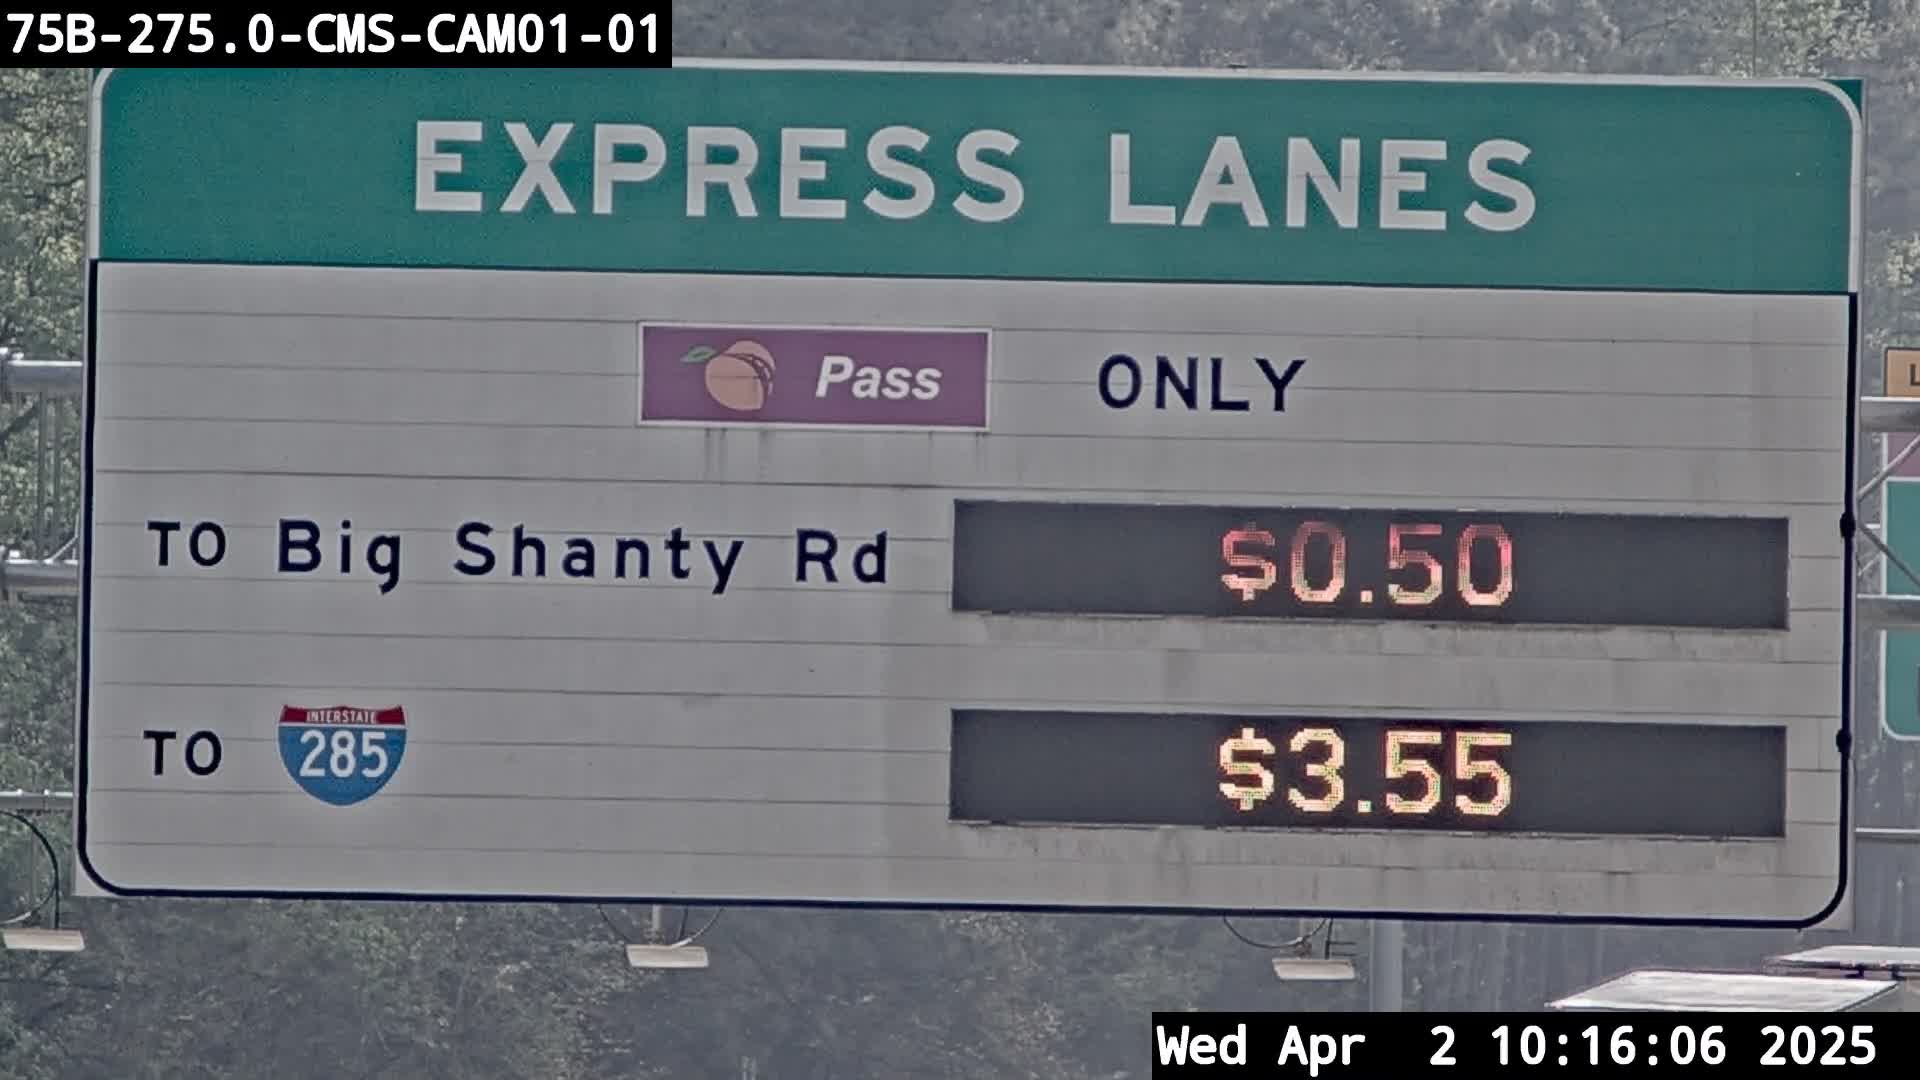 75B-275.0-CMS-CAM01-01
EXPRESS LANES
Pass ONLY
TO Big Shanty Rd $0.50
TO INTERSTATE 285 $3.55
Wed Apr 2 10:16:06 2025